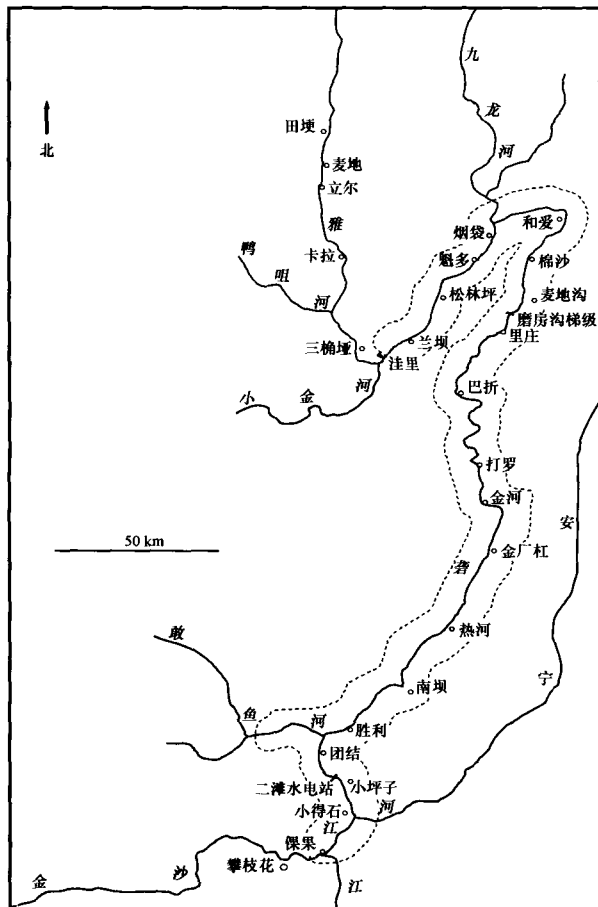 九
龙
河
北
田埂
麦地
立尔
雅
鸭
咀
河
卡拉
烟袋
和爱
魁多
棉沙
松林坪
麦地沟
磨房沟梯级
里庄
三桷垭
兰坝
洼里
小
金
河
巴折
打罗
金河
安
50 km
金厂杠
砻
热河
敢
鱼
河
南坝
宁
胜利
团结
二滩水电站
小坪子
小得石
河
江
倮果
攀枝花
金
沙
江